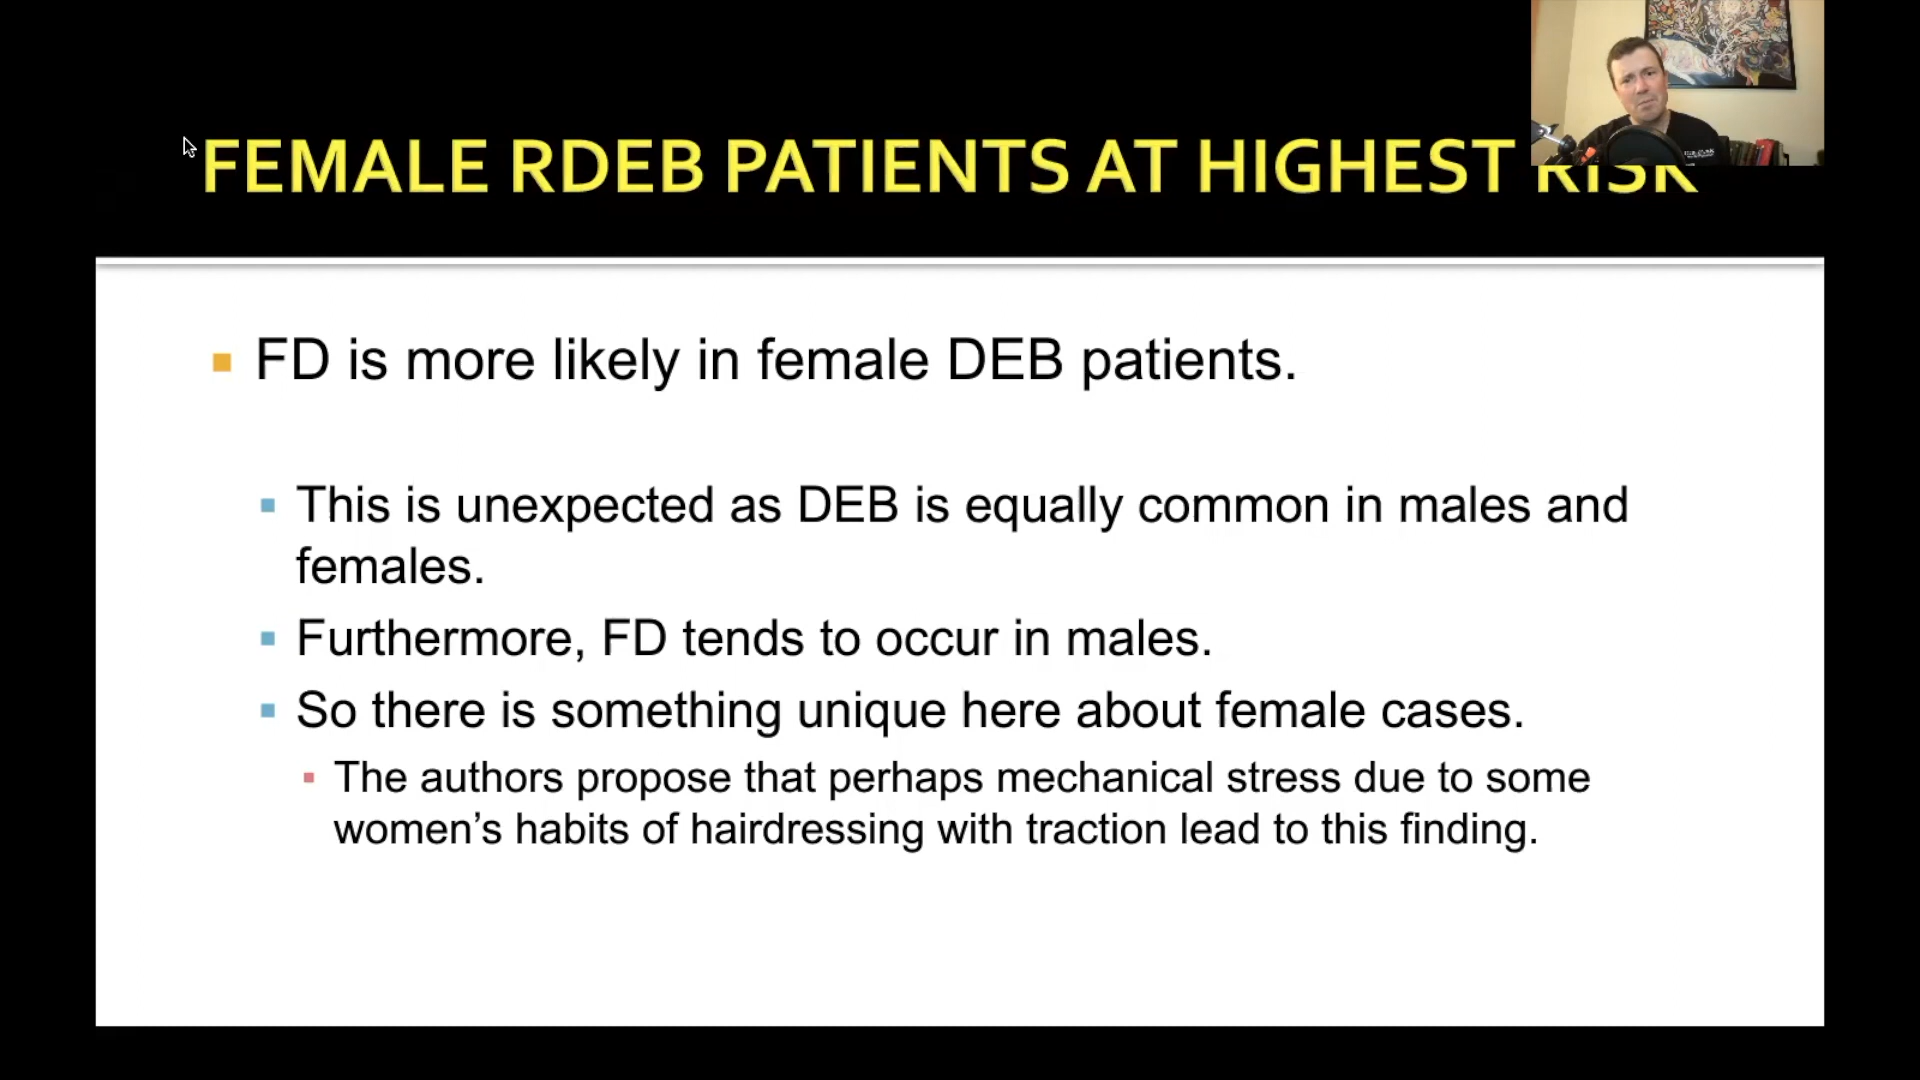 FEMALE RDEB PATIENTS AT HIGHEST RISK
FD is more likely in female DEB patients.
This is unexpected as DEB is equally common in males and
females.
Furthermore, FD tends to occur in males.
So there is something unique here about female cases.
The authors propose that perhaps mechanical stress due to some
women’s habits of hairdressing with traction lead to this finding.